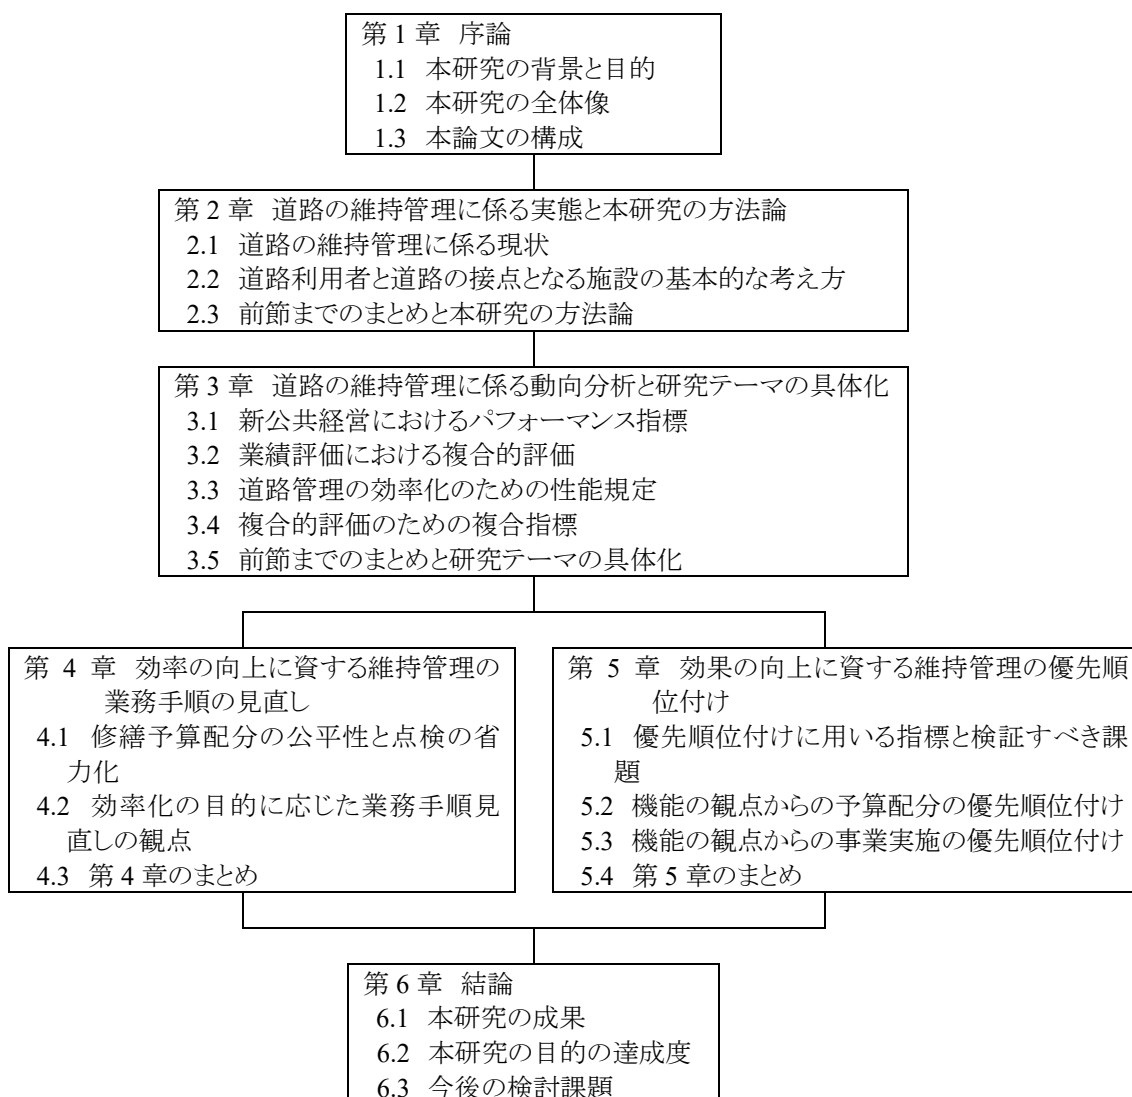 第 1 章 序論
1.1 本研究の背景と目的
1.2 本研究の全体像
1.3 本論文の構成
第 2 章 道路の維持管理に係る実態と本研究の方法論
2.1 道路の維持管理に係る現状
2.2 道路利用者と道路の接点となる施設の基本的な考え方
2.3 前節までのまとめと本研究の方法論
第 3 章 道路の維持管理に係る動向分析と研究テーマの具体化
3.1 新公共経営におけるパフォーマンス指標
3.2 業績評価における複合的評価
3.3 道路管理の効率化のための性能規定
3.4 複合的評価のための複合指標
3.5 前節までのまとめと研究テーマの具体化
第 4 章 効率の向上に資する維持管理の
業務手順の見直し
4.1 修繕予算配分の公平性と点検の省
力化
4.2 効率化の目的に応じた業務手順見
直しの観点
4.3 第 4 章のまとめ
第 5 章 効果の向上に資する維持管理の優先順
位付け
5.1 優先順位付けに用いる指標と検証すべき課
題
5.2 機能の観点からの予算配分の優先順位付け
5.3 機能の観点からの事業実施の優先順位付け
5.4 第 5 章のまとめ
第 6 章 結論
6.1 本研究の成果
6.2 本研究の目的の達成度
6.3 今後の検討課題